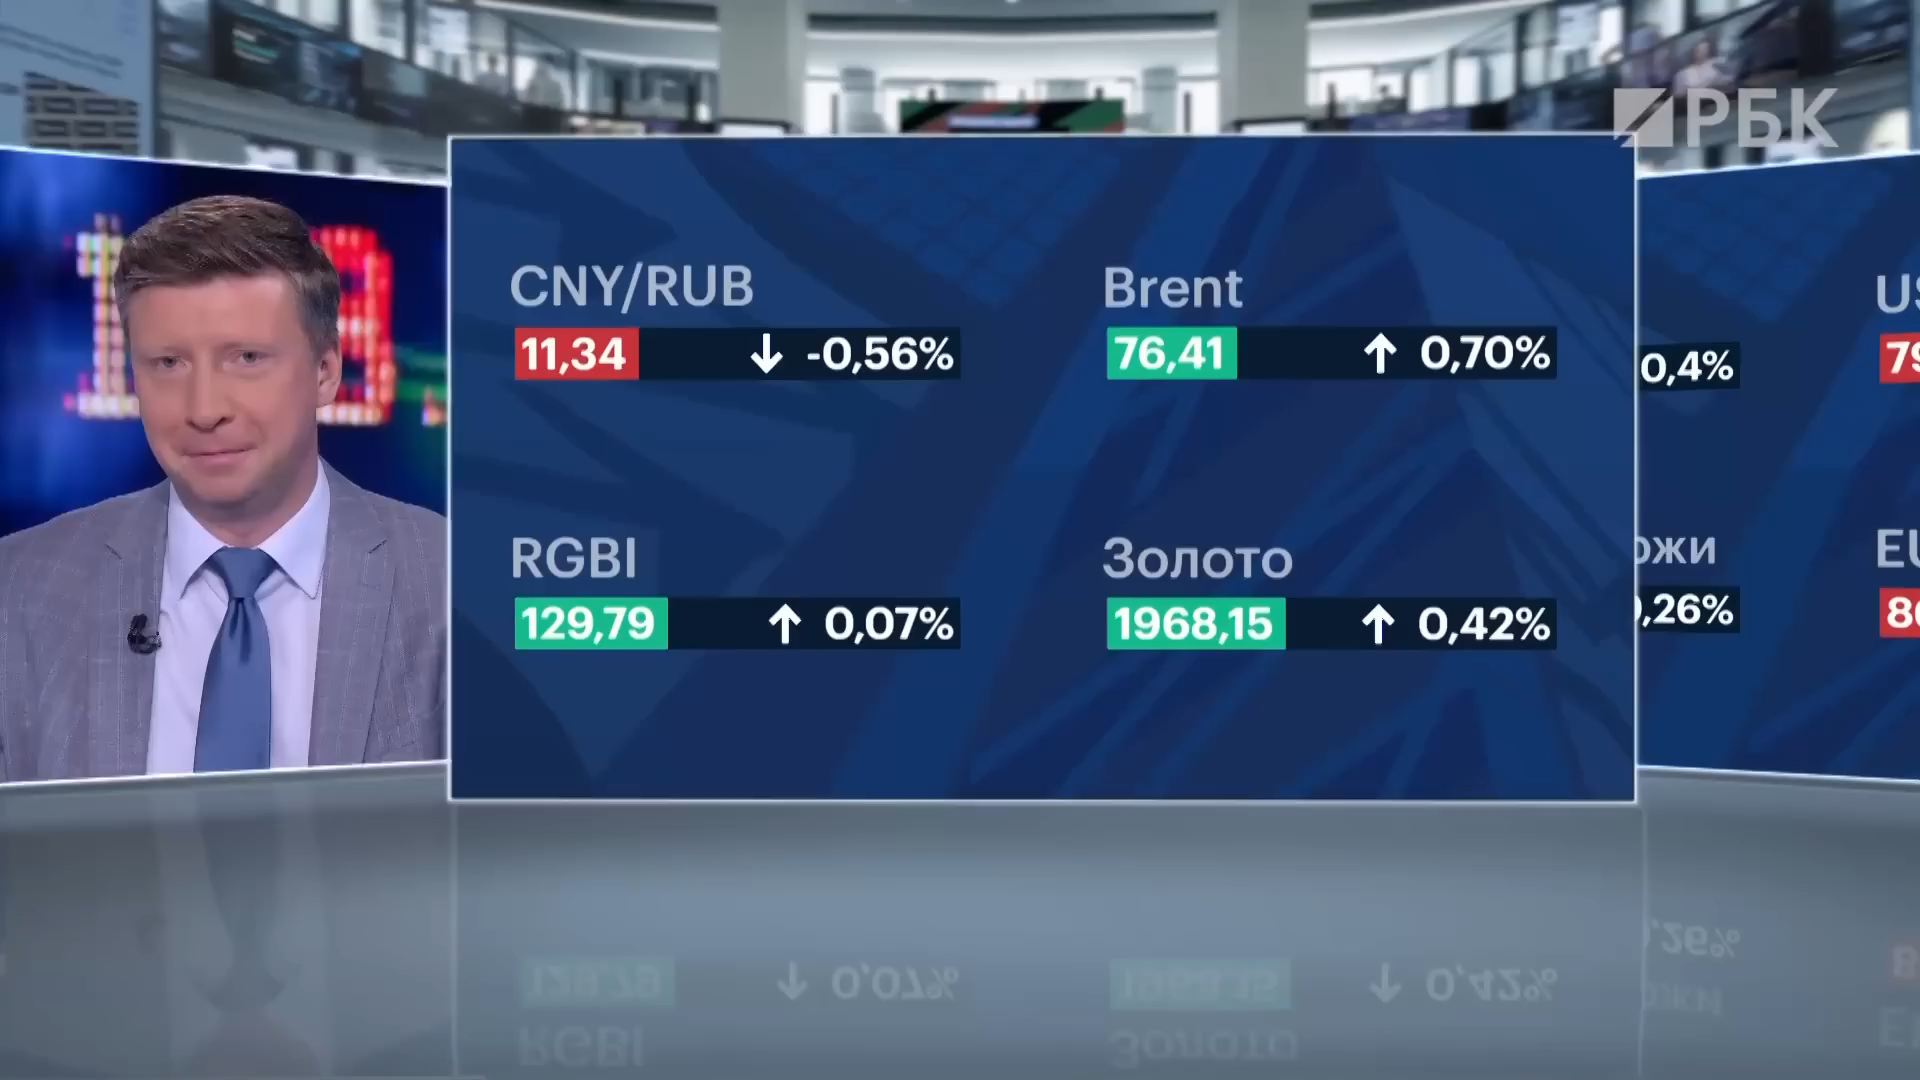 РБК
CNY/RUB
11,34 ↓ -0,56%
Brent
76,41 ↑ 0,70%
0,4%
RGBI
129,79 ↑ 0,07%
Золото
1968,15 ↑ 0,42%
,26%